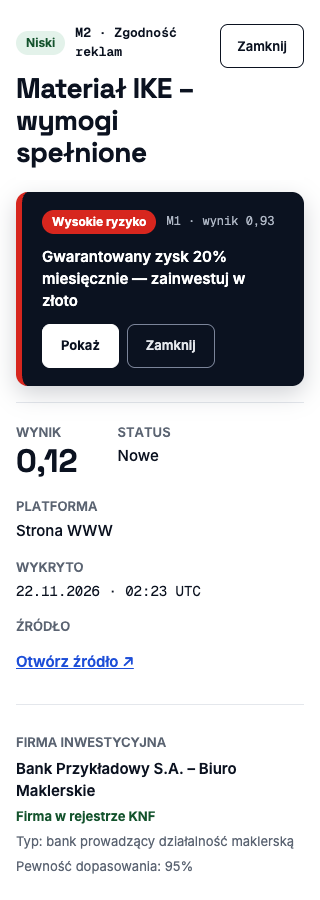 Niski
M2 · Zgodność
reklam
Zamknij
Materiał IKE –
wymogi
spełnione
Wysokie ryzyko
M1 · wynik 0,93
Gwarantowany zysk 20%
miesięcznie — zainwestuj w
złoto
Pokaż
Zamknij
WYNIK
0,12
STATUS
Nowe
PLATFORMA
Strona WWW
WYKRYTO
22.11.2026 · 02:23 UTC
ŹRÓDŁO
Otwórz źródło ↗
FIRMA INWESTYCYJNA
Bank Przykładowy S.A. – Biuro
Maklerskie
Firma w rejestrze KNF
Typ: bank prowadzący działalność maklerską
Pewność dopasowania: 95%